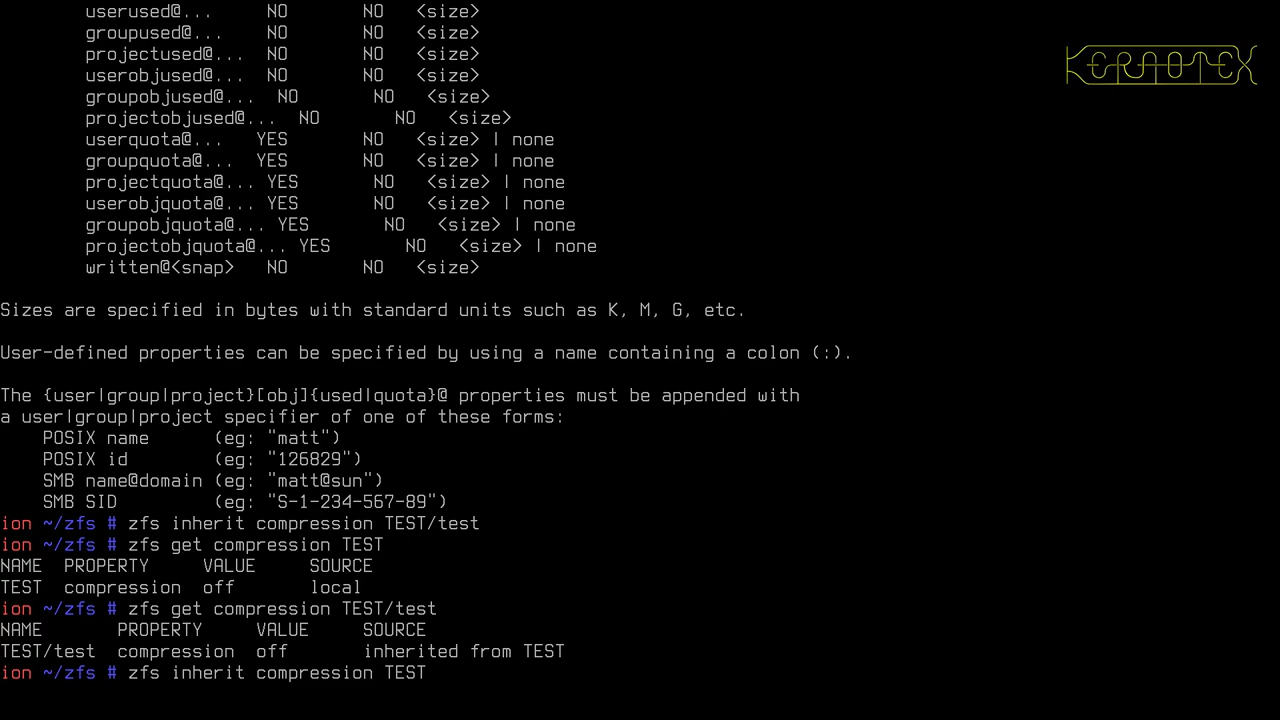 userused@... NO NO <size>
groupused@... NO NO <size>
projectused@... NO NO <size>
userobjused@... NO NO <size>
groupobjused@... NO NO <size>
projectobjused@... NO NO <size>
userquota@... YES NO <size> | none
groupquota@... YES NO <size> | none
projectquota@... YES NO <size> | none
userobjquota@... YES NO <size> | none
groupobjquota@... YES NO <size> | none
projectobjquota@... YES NO <size> | none
written@<snap> NO NO <size>
Sizes are specified in bytes with standard units such as K, M, G, etc.
User-defined properties can be specified by using a name containing a colon (:).
The {user|group|project}[obj]{used|quota}@ properties must be appended with
a user|group|project specifier of one of these forms:
POSIX name (eg: "matt")
POSIX id (eg: "126829")
SMB name@domain (eg: "matt@sun")
SMB SID (eg: "S-1-234-567-89")
ion ~/zfs # zfs inherit compression TEST/test
ion ~/zfs # zfs get compression TEST
NAME PROPERTY VALUE SOURCE
TEST compression off local
ion ~/zfs # zfs get compression TEST/test
NAME PROPERTY VALUE SOURCE
TEST/test compression off inherited from TEST
ion ~/zfs # zfs inherit compression TEST
KERNOTEX